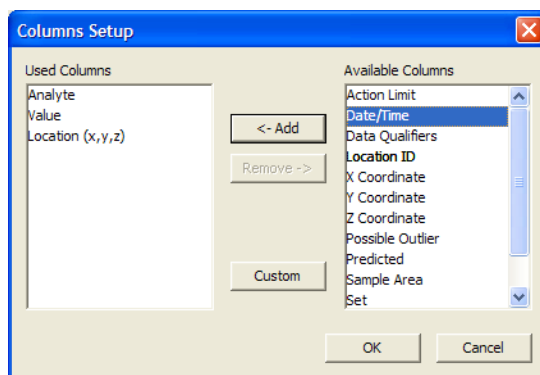 Columns Setup
Used Columns
Analyte
Value
Location (x,y,z)
<- Add
Remove ->
Custom
Available Columns
Action Limit
Date/Time
Data Qualifiers
Location ID
X Coordinate
Y Coordinate
Z Coordinate
Possible Outlier
Predicted
Sample Area
Set
OK
Cancel